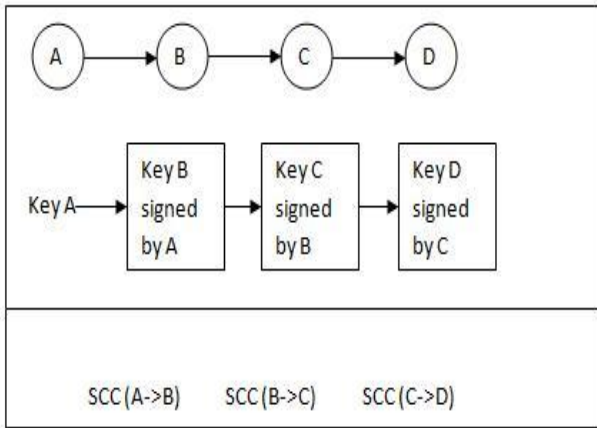 A B C D
Key B Key C Key D
Key A signed signed signed
by A by B by C
SCC(A->B) SCC(B->C) SCC(C->D)